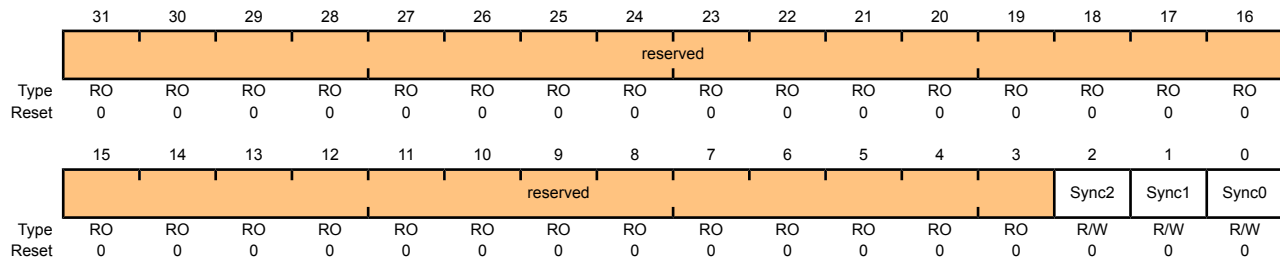 31 30 29 28 27 26 25 24 23 22 21 20 19 18 17 16
reserved
Type RO RO RO RO RO RO RO RO RO RO RO RO RO RO RO RO
Reset 0 0 0 0 0 0 0 0 0 0 0 0 0 0 0 0
15 14 13 12 11 10 9 8 7 6 5 4 3 2 1 0
reserved Sync2 Sync1 Sync0
Type RO RO RO RO RO RO RO RO RO RO RO RO RO R/W R/W R/W
Reset 0 0 0 0 0 0 0 0 0 0 0 0 0 0 0 0